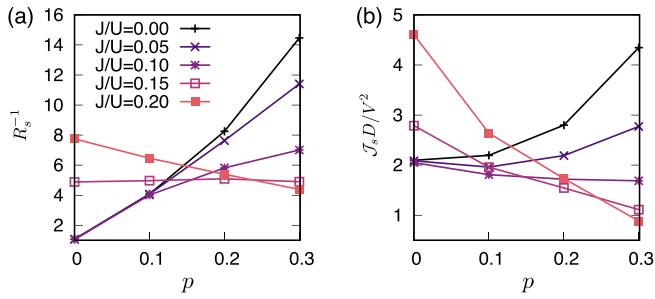 (a)
16
14
12
10
8
6
4
2
R_s^{-1}
J/U=0.00
J/U=0.05
J/U=0.10
J/U=0.15
J/U=0.20
0
0.1
0.2
0.3
p
(b)
5
4
3
2
1
𝒥_s D/V^2
0
0.1
0.2
0.3
p